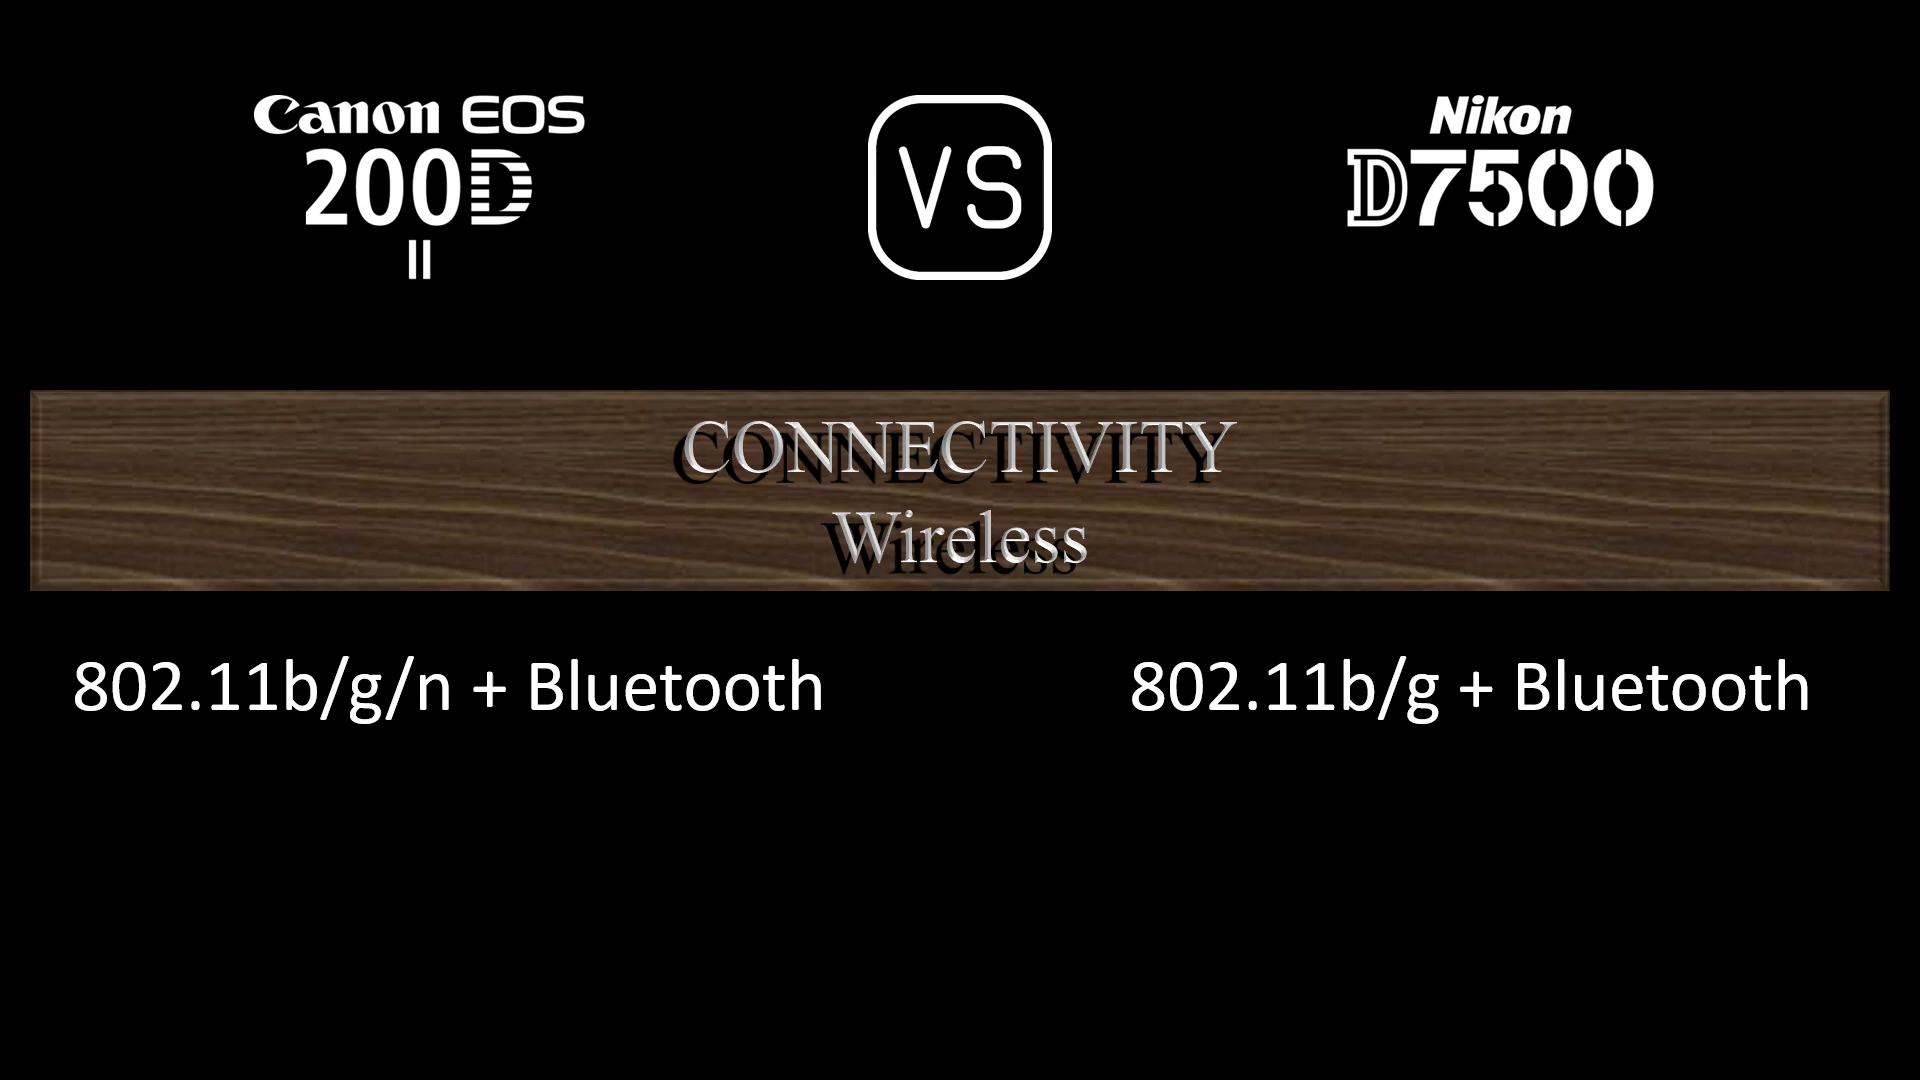 Canon EOS
200D
II
VS
Nikon
D7500
CONNECTIVITY
Wireless
802.11b/g/n + Bluetooth
802.11b/g + Bluetooth